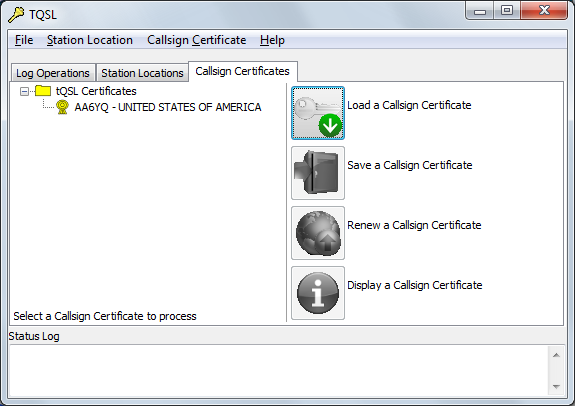 TQSL
File Station Location Callsign Certificate Help
Log Operations Station Locations Callsign Certificates
tQSL Certificates
AA6YQ - UNITED STATES OF AMERICA
Load a Callsign Certificate
Save a Callsign Certificate
Renew a Callsign Certificate
Display a Callsign Certificate
Select a Callsign Certificate to process
Status Log